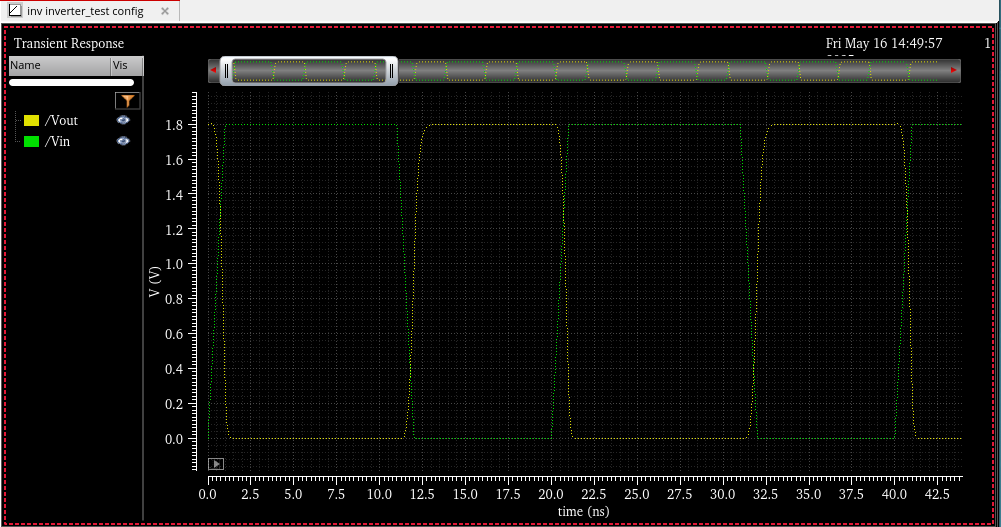 inv inverter_test config
Transient Response
Fri May 16 14:49:57
1
Name Vis
/Vout
/Vin
V (V)
1.8
1.6
1.4
1.2
1.0
0.8
0.6
0.4
0.2
0.0
0.0 2.5 5.0 7.5 10.0 12.5 15.0 17.5 20.0 22.5 25.0 27.5 30.0 32.5 35.0 37.5 40.0 42.5
time (ns)